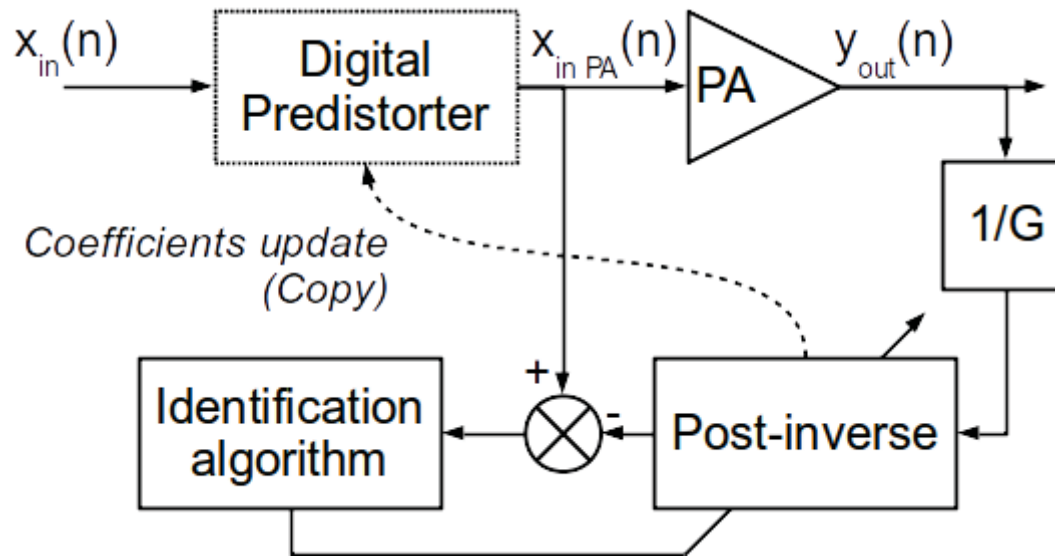 x_in(n)
Digital
Predistorter
x_in PA(n)
PA
y_out(n)
1/G
Coefficients update
(Copy)
+
-
Identification
algorithm
Post-inverse